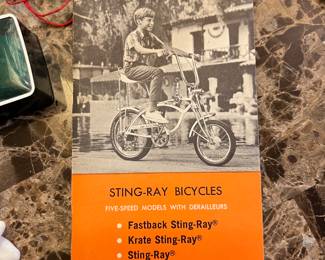 STING-RAY BICYCLES
FIVE-SPEED MODELS WITH DERAILLEURS
• Fastback Sting-Ray®
• Krate Sting-Ray®
• Sting-Ray®